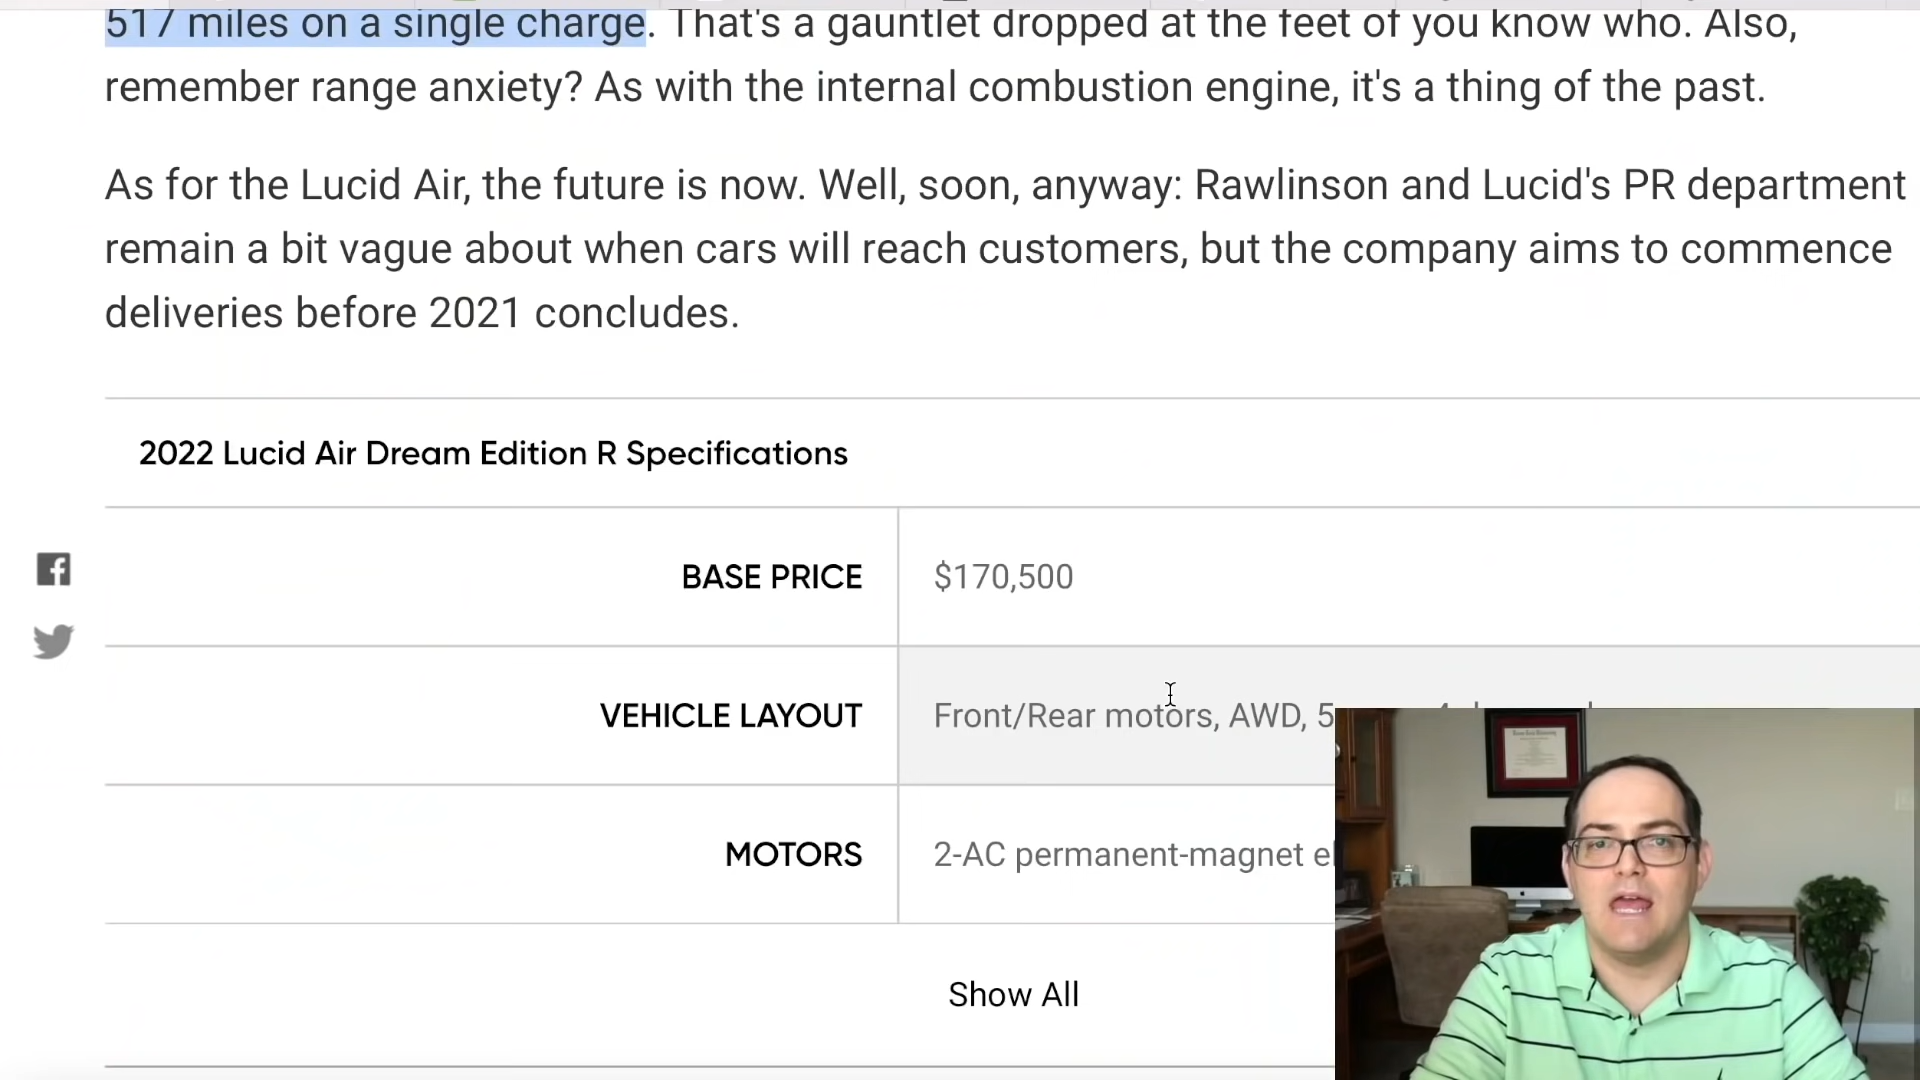 517 miles on a single charge. That's a gauntlet dropped at the feet of you know who. Also,
remember range anxiety? As with the internal combustion engine, it's a thing of the past.
As for the Lucid Air, the future is now. Well, soon, anyway: Rawlinson and Lucid's PR department
remain a bit vague about when cars will reach customers, but the company aims to commence
deliveries before 2021 concludes.
2022 Lucid Air Dream Edition R Specifications
BASE PRICE $170,500
VEHICLE LAYOUT Front/Rear motors, AWD, 5
MOTORS 2-AC permanent-magnet
Show All